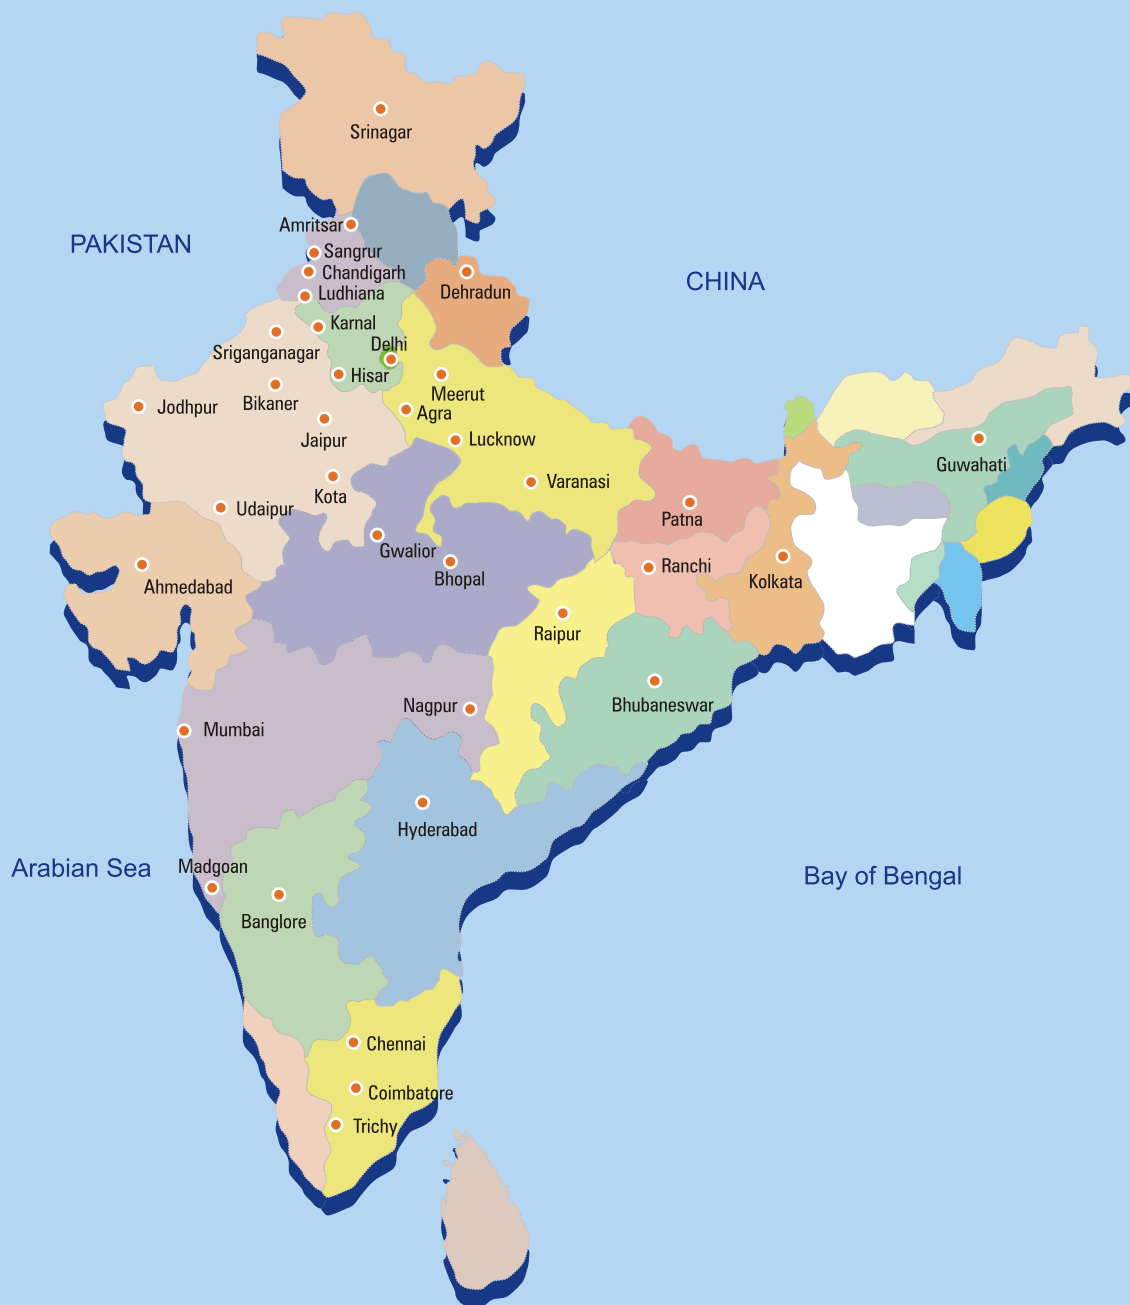 Srinagar
Amritsar
PAKISTAN
Sangrur
Chandigarh
CHINA
Dehradun
Ludhiana
Karnal
Delhi
Sriganganagar
Hisar
Meerut
Bikaner
Jodhpur
Agra
Jaipur
Lucknow
Guwahati
Varanasi
Kota
Udaipur
Patna
Gwalior
Ranchi
Bhopal
Kolkata
Ahmedabad
Raipur
Nagpur
Bhubaneswar
Mumbai
Hyderabad
Madgoan
Arabian Sea
Bay of Bengal
Banglore
Chennai
Coimbatore
Trichy